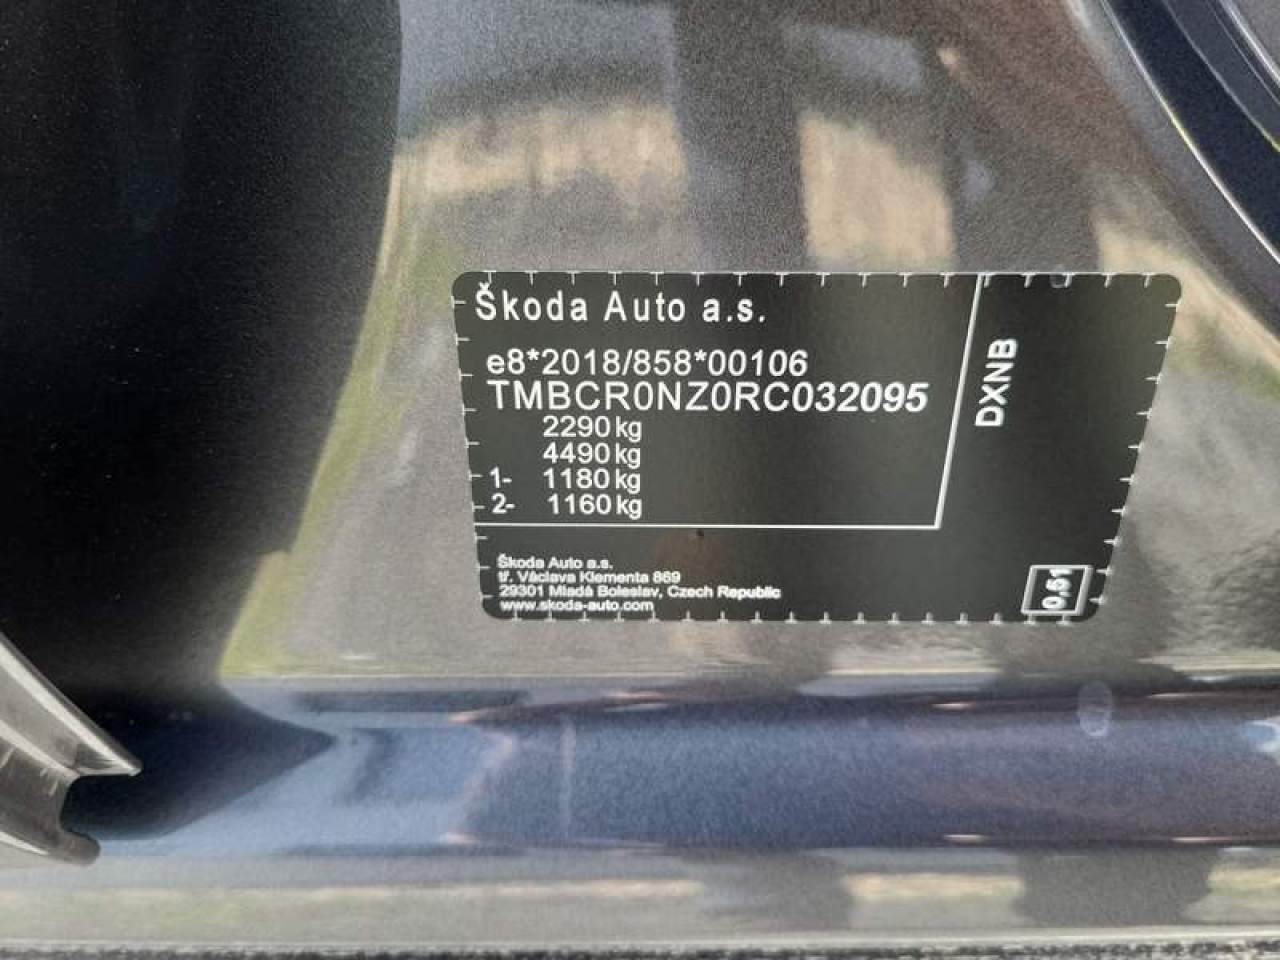 Škoda Auto a.s.
e8*2018/858*00106
TMBCR0NZ0RC032095
2290 kg
4490 kg
1- 1180 kg
2- 1160 kg
DXNB
Škoda Auto a.s.
tř. Václava Klementa 869
29301 Mladá Boleslav, Czech Republic
www.skoda-auto.com
0,51